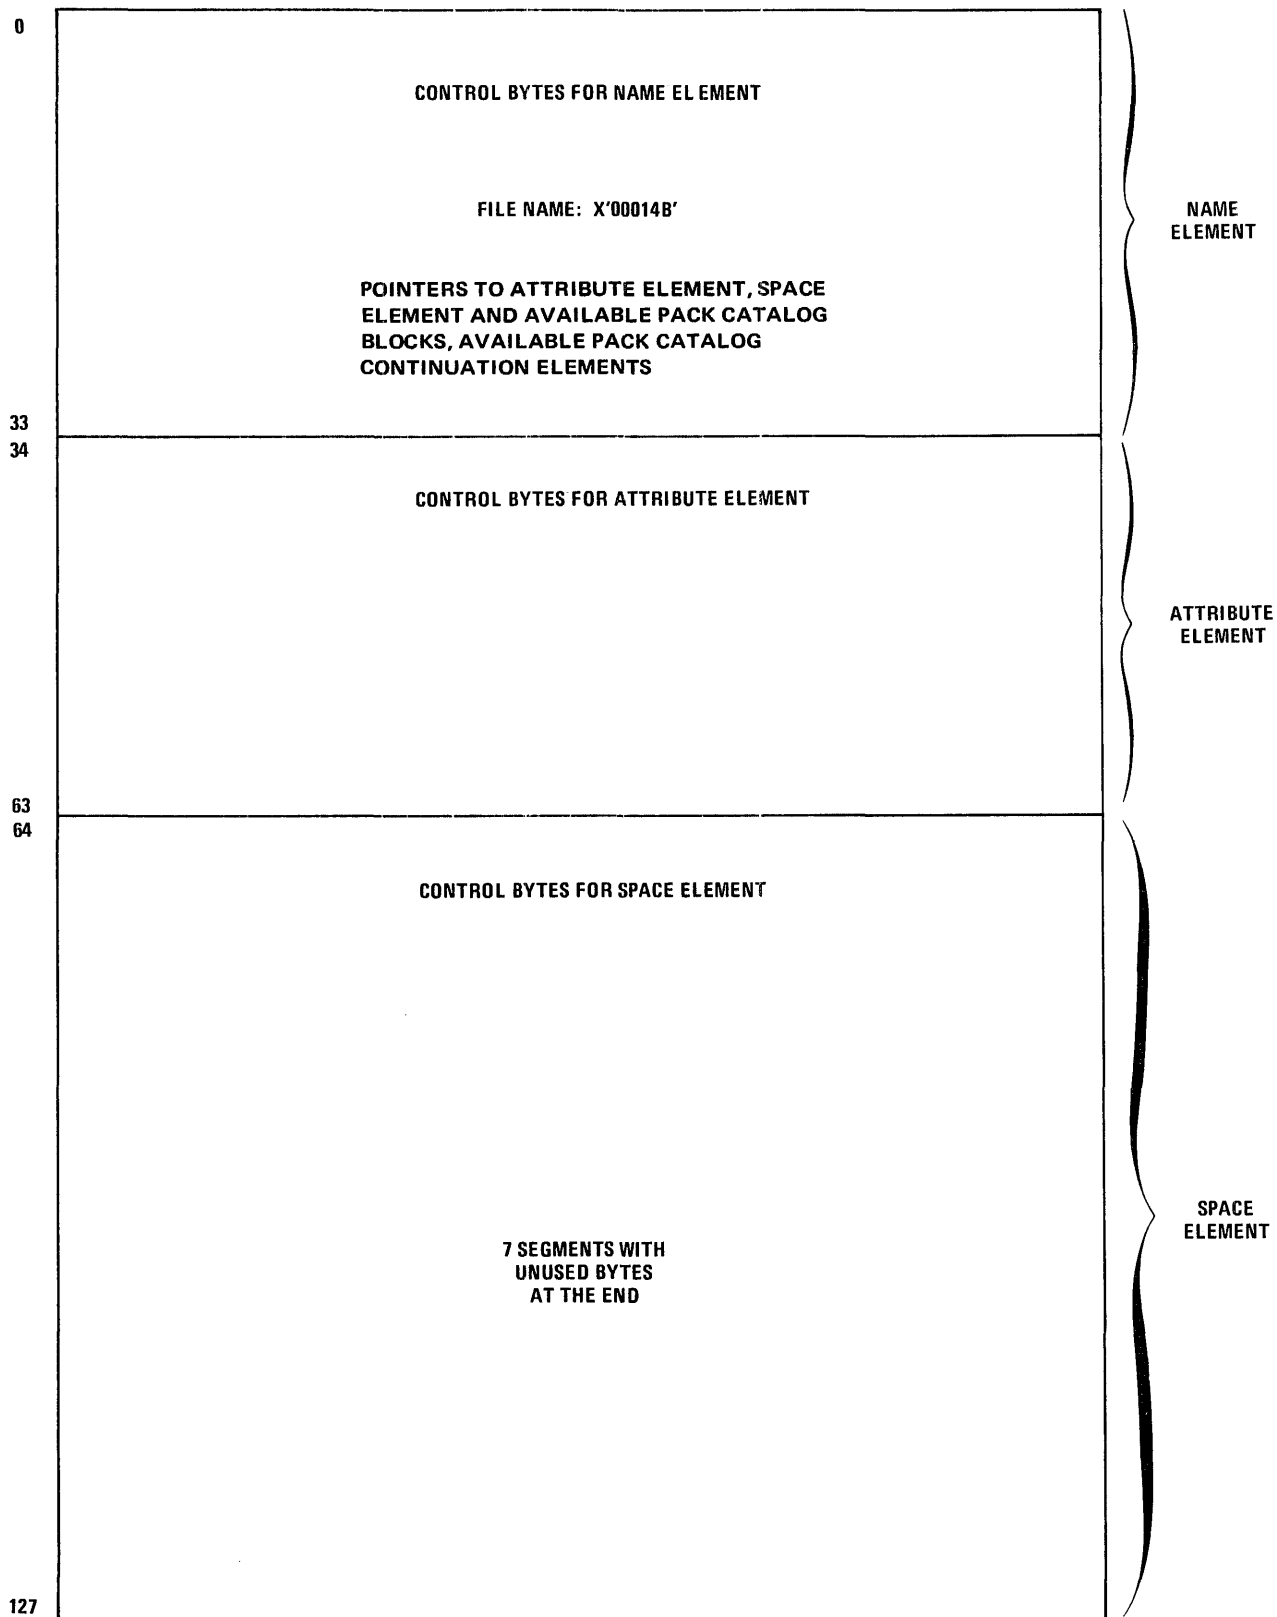 0
CONTROL BYTES FOR NAME ELEMENT
FILE NAME: X'00014B'
NAME
ELEMENT
POINTERS TO ATTRIBUTE ELEMENT, SPACE
ELEMENT AND AVAILABLE PACK CATALOG
BLOCKS, AVAILABLE PACK CATALOG
CONTINUATION ELEMENTS
33
34
CONTROL BYTES FOR ATTRIBUTE ELEMENT
ATTRIBUTE
ELEMENT
63
64
CONTROL BYTES FOR SPACE ELEMENT
SPACE
ELEMENT
7 SEGMENTS WITH
UNUSED BYTES
AT THE END
127